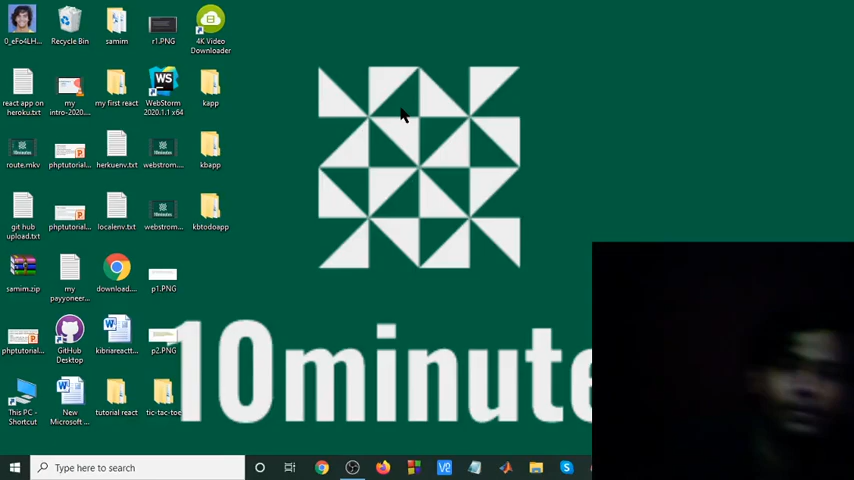 0_eFo4LH...
Recycle Bin
samim
r1.PNG
4K Video
Downloader
react app on
heroku.txt
my
intro-2020....
my first react
WebStorm
2020.1.1 x64
kapp
route.mkv
phptutorial...
herkuenv.txt
webstrom...
kbapp
git hub
upload.txt
phptutorial...
localenv.txt
webstrom...
kbtodoapp
samim.zip
my
payyoneer...
download....
p1.PNG
phptutorial...
GitHub
Desktop
kibnareactt...
p2.PNG
This PC -
Shortcut
New
Microsoft ...
tutorial react
tic-tac-toe
10minute
Type here to search